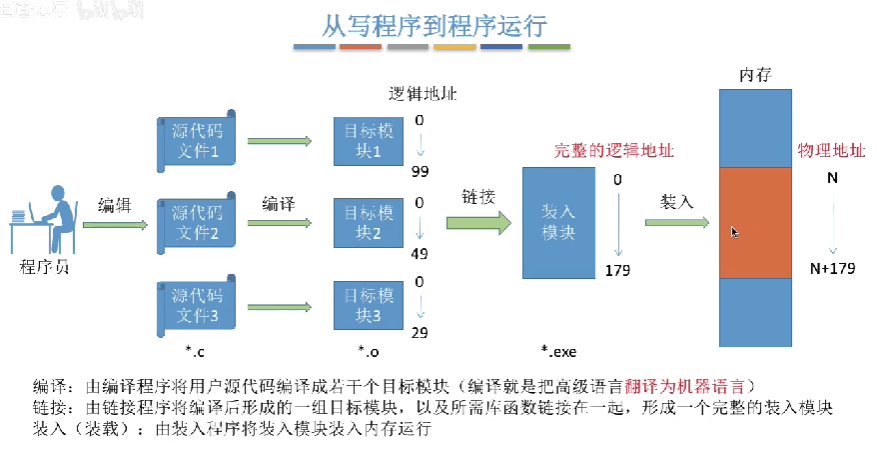 从写程序到程序运行
内存
逻辑地址
源代码
文件1
目标模
块1
0
99
完整的逻辑地址
物理地址
程序员
编辑
源代码
文件2
编译
目标模
块2
0
49
链接
装入
模块
0
179
装入
N
N+179
源代码
文件3
目标模
块3
0
29
*.c
*.o
*.exe
编译：由编译程序将用户源代码编译成若干个目标模块（编译就是把高级语言翻译为机器语言）
链接：由链接程序将编译后形成的一组目标模块，以及所需库函数链接在一起，形成一个完整的装入模块
装入（装载）：由装入程序将装入模块装入内存运行